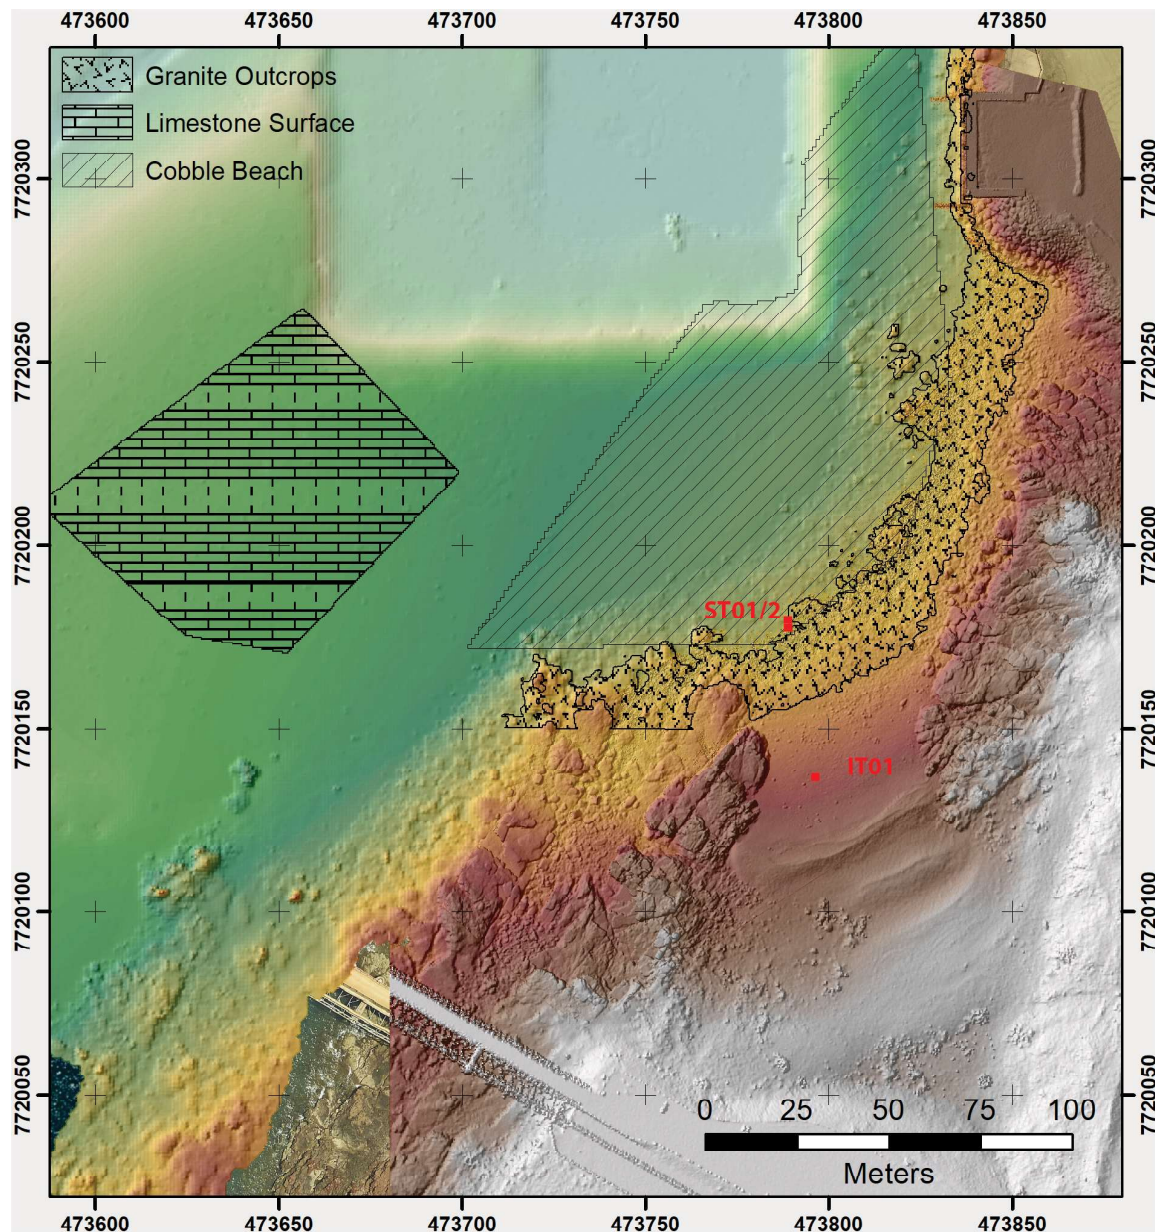 473600 473650 473700 473750 473800 473850
Granite Outcrops
Limestone Surface
Cobble Beach
7720300 7720300
7720250 7720250
7720200 7720200
ST01/2
7720150 7720150
IT01
7720100 7720100
7720050 7720050
0 25 50 75 100
Meters
473600 473650 473700 473750 473800 473850